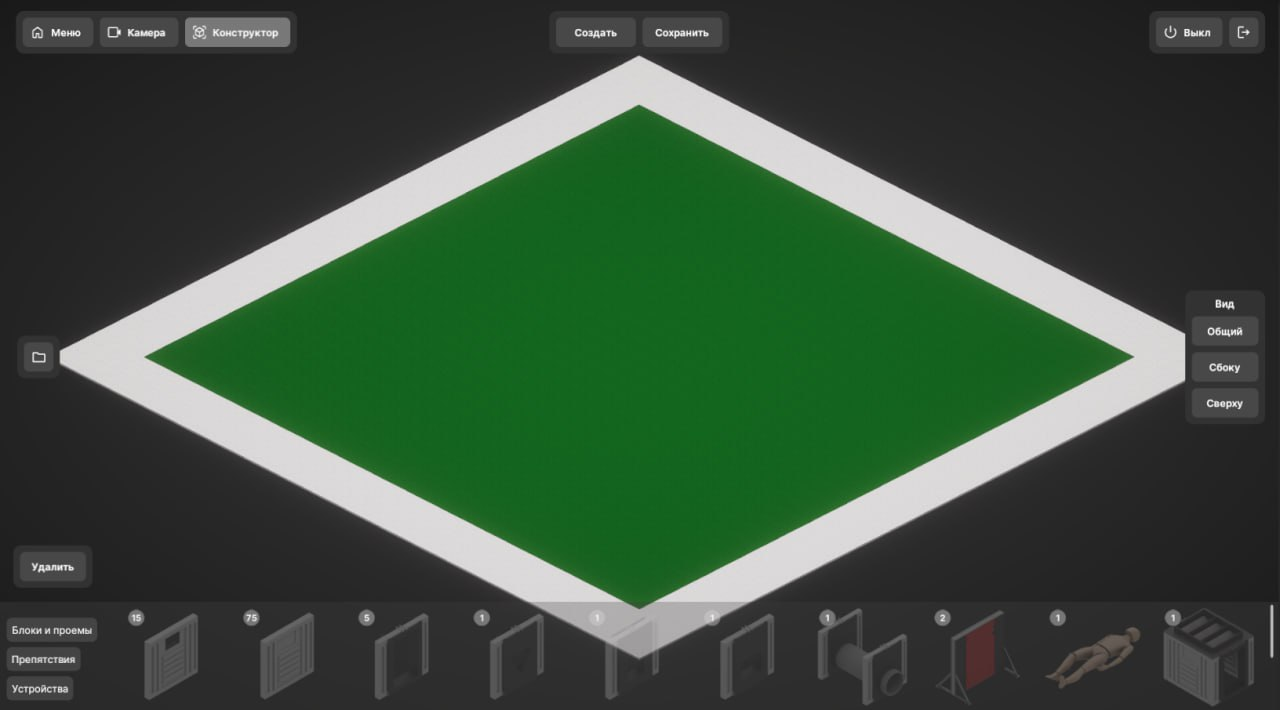 Меню
Камера
Конструктор
Создать
Сохранить
Выкл
Вид
Общий
Сбоку
Сверху
Удалить
Блоки и проемы
Препятствия
Устройства
15
75
5
1
1
1
1
2
1
1